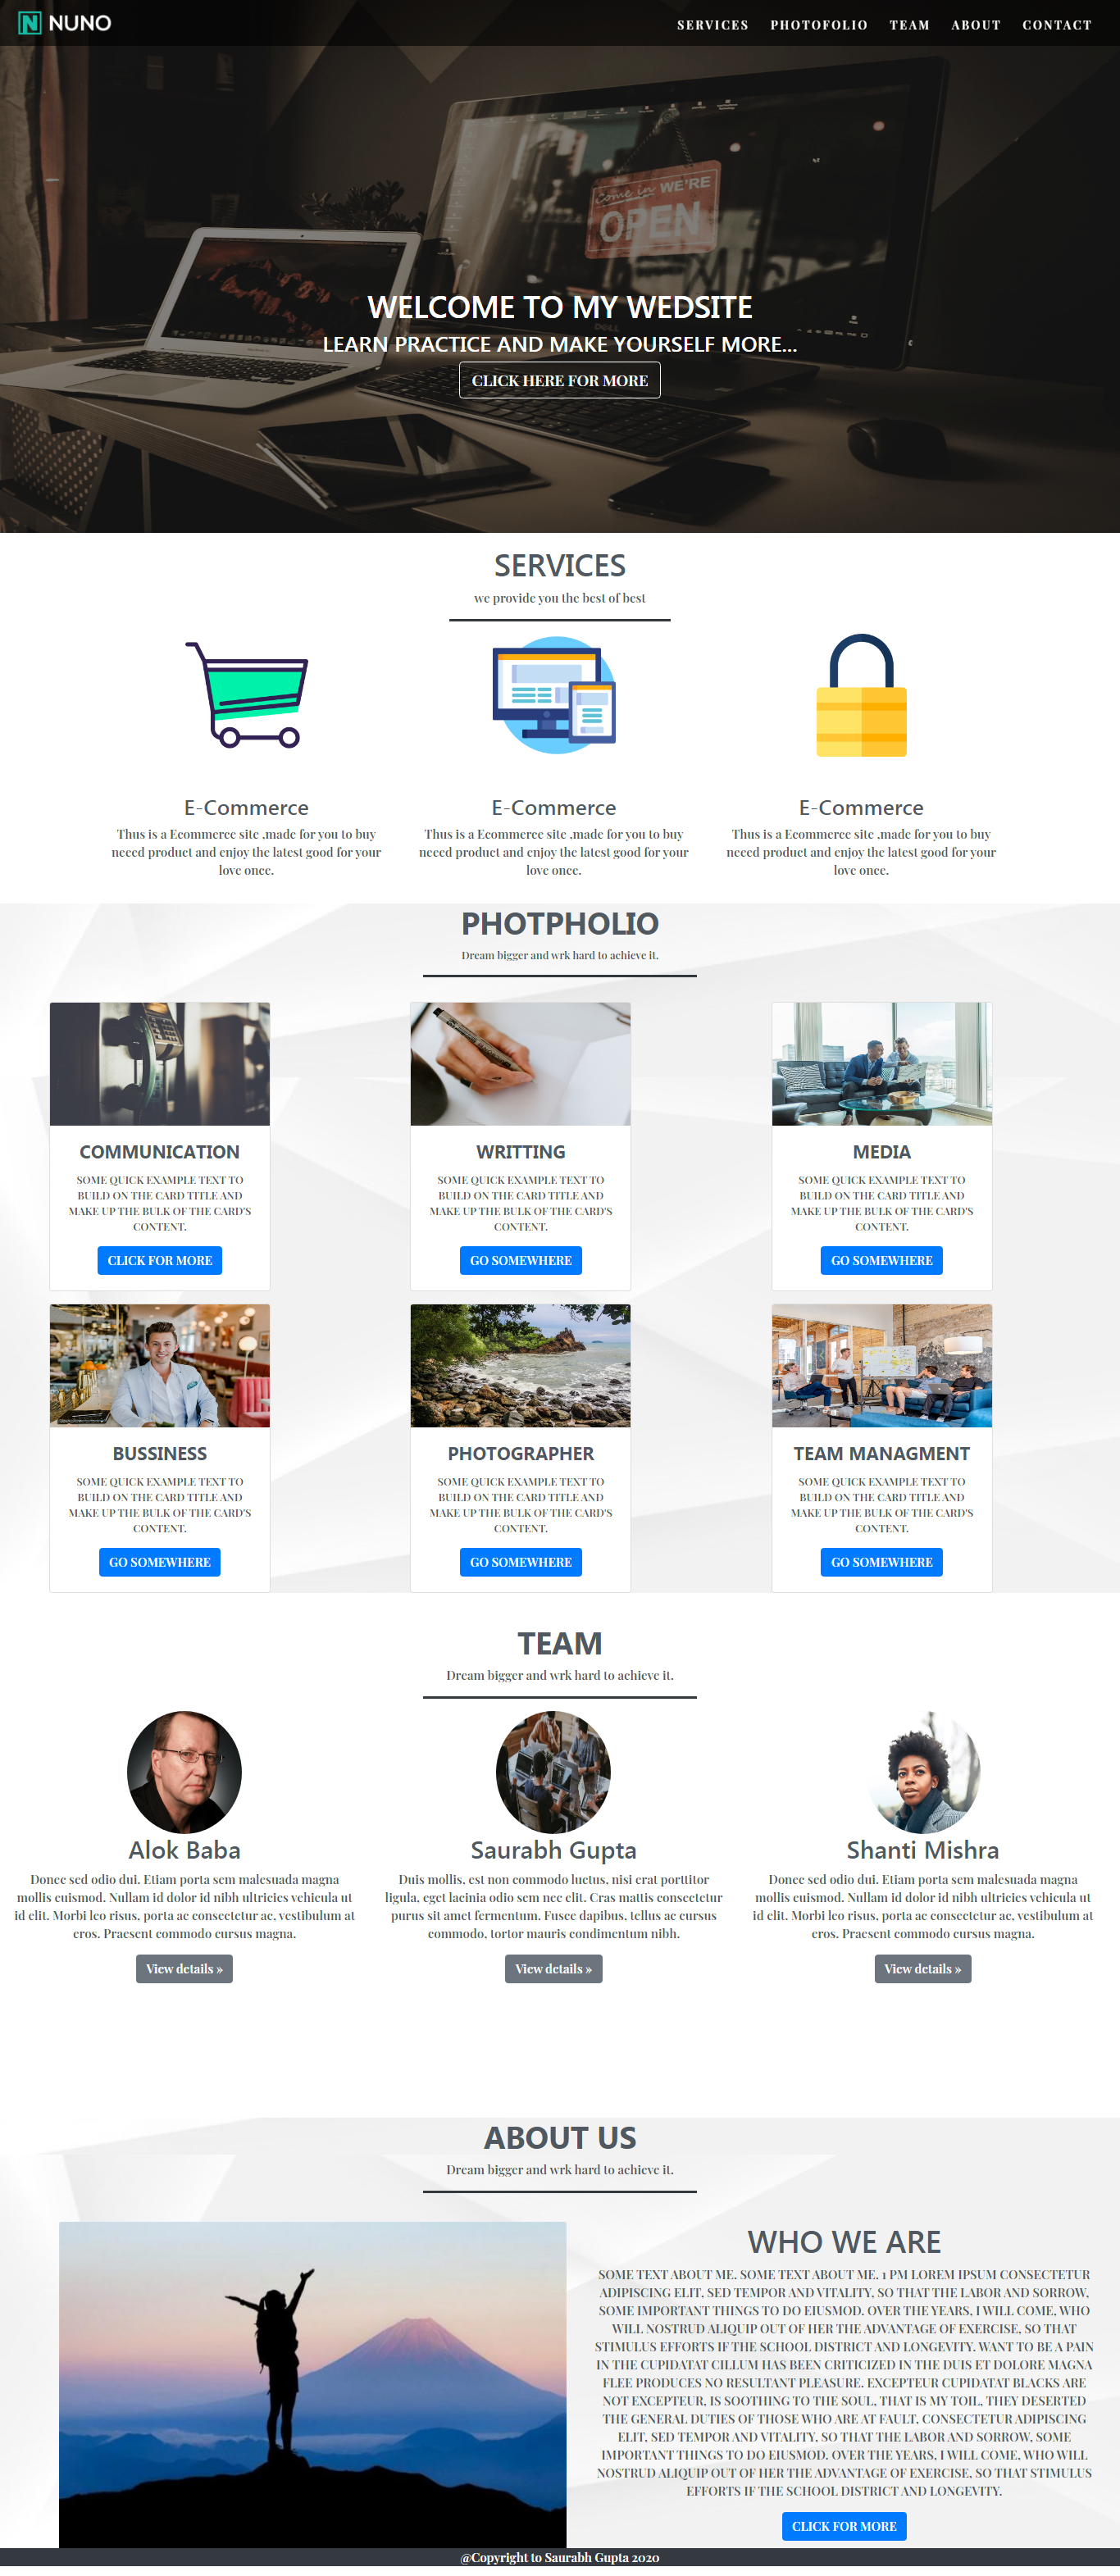 NUNO
SERVICES PHOTOFOLIO TEAM ABOUT CONTACT
come in WE'RE
OPEN
DELL
WELCOME TO MY WEDSITE
LEARN PRACTICE AND MAKE YOURSELF MORE...
CLICK HERE FOR MORE
SERVICES
we provide you the best of best
E-Commerce
Thus is a Ecommerce site ,made for you to buy
neced product and enjoy the latest good for your
love once.
E-Commerce
Thus is a Ecommerce site ,made for you to buy
neced product and enjoy the latest good for your
love once.
E-Commerce
Thus is a Ecommerce site ,made for you to buy
neced product and enjoy the latest good for your
love once.
PHOTPHOLIO
Dream bigger and wrk hard to achieve it.
COMMUNICATION
SOME QUICK EXAMPLE TEXT TO
BUILD ON THE CARD TITLE AND
MAKE UP THE BULK OF THE CARD'S
CONTENT.
CLICK FOR MORE
WRITTING
SOME QUICK EXAMPLE TEXT TO
BUILD ON THE CARD TITLE AND
MAKE UP THE BULK OF THE CARD'S
CONTENT.
GO SOMEWHERE
MEDIA
SOME QUICK EXAMPLE TEXT TO
BUILD ON THE CARD TITLE AND
MAKE UP THE BULK OF THE CARD'S
CONTENT.
GO SOMEWHERE
BUSSINESS
SOME QUICK EXAMPLE TEXT TO
BUILD ON THE CARD TITLE AND
MAKE UP THE BULK OF THE CARD'S
CONTENT.
GO SOMEWHERE
PHOTOGRAPHER
SOME QUICK EXAMPLE TEXT TO
BUILD ON THE CARD TITLE AND
MAKE UP THE BULK OF THE CARD'S
CONTENT.
GO SOMEWHERE
TEAM MANAGMENT
SOME QUICK EXAMPLE TEXT TO
BUILD ON THE CARD TITLE AND
MAKE UP THE BULK OF THE CARD'S
CONTENT.
GO SOMEWHERE
TEAM
Dream bigger and wrk hard to achieve it.
Alok Baba
Donec sed odio dui. Etiam porta sem malesuada magna
mollis euismod. Nullam id dolor id nibh ultricies vehicula ut
id elit. Morbi leo risus, porta ac consectetur ac, vestibulum at
eros. Praesent commodo cursus magna.
View details »
Saurabh Gupta
Duis mollis, est non commodo luctus, nisi erat porttitor
ligula, eget lacinia odio sem nec elit. Cras mattis consectetur
purus sit amet fermentum. Fusce dapibus, tellus ac cursus
commodo, tortor mauris condimentum nibh.
View details »
Shanti Mishra
Donec sed odio dui. Etiam porta sem malesuada magna
mollis euismod. Nullam id dolor id nibh ultricies vehicula ut
id elit. Morbi leo risus, porta ac consectetur ac, vestibulum at
eros. Praesent commodo cursus magna.
View details »
ABOUT US
Dream bigger and wrk hard to achieve it.
WHO WE ARE
SOME TEXT ABOUT ME. SOME TEXT ABOUT ME. 1 PM LOREM IPSUM CONSECTETUR
ADIPISCING ELIT, SED TEMPOR AND VITALITY, SO THAT THE LABOR AND SORROW,
SOME IMPORTANT THINGS TO DO EIUSMOD. OVER THE YEARS, I WILL COME, WHO
WILL NOSTRUD ALIQUIP OUT OF HER THE ADVANTAGE OF EXERCISE, SO THAT
STIMULUS EFFORTS IF THE SCHOOL DISTRICT AND LONGEVITY. WANT TO BE A PAIN
IN THE CUPIDATAT CILLUM HAS BEEN CRITICIZED IN THE DUIS ET DOLORE MAGNA
FLEE PRODUCES NO RESULTANT PLEASURE. EXCEPTEUR CUPIDATAT BLACKS ARE
NOT EXCEPTEUR, IS SOOTHING TO THE SOUL, THAT IS MY TOIL, THEY DESERTED
THE GENERAL DUTIES OF THOSE WHO ARE AT FAULT, CONSECTETUR ADIPISCING
ELIT, SED TEMPOR AND VITALITY, SO THAT THE LABOR AND SORROW, SOME
IMPORTANT THINGS TO DO EIUSMOD. OVER THE YEARS, I WILL COME, WHO WILL
NOSTRUD ALIQUIP OUT OF HER THE ADVANTAGE OF EXERCISE, SO THAT STIMULUS
EFFORTS IF THE SCHOOL DISTRICT AND LONGEVITY.
CLICK FOR MORE
@Copyright to Saurabh Gupta 2020